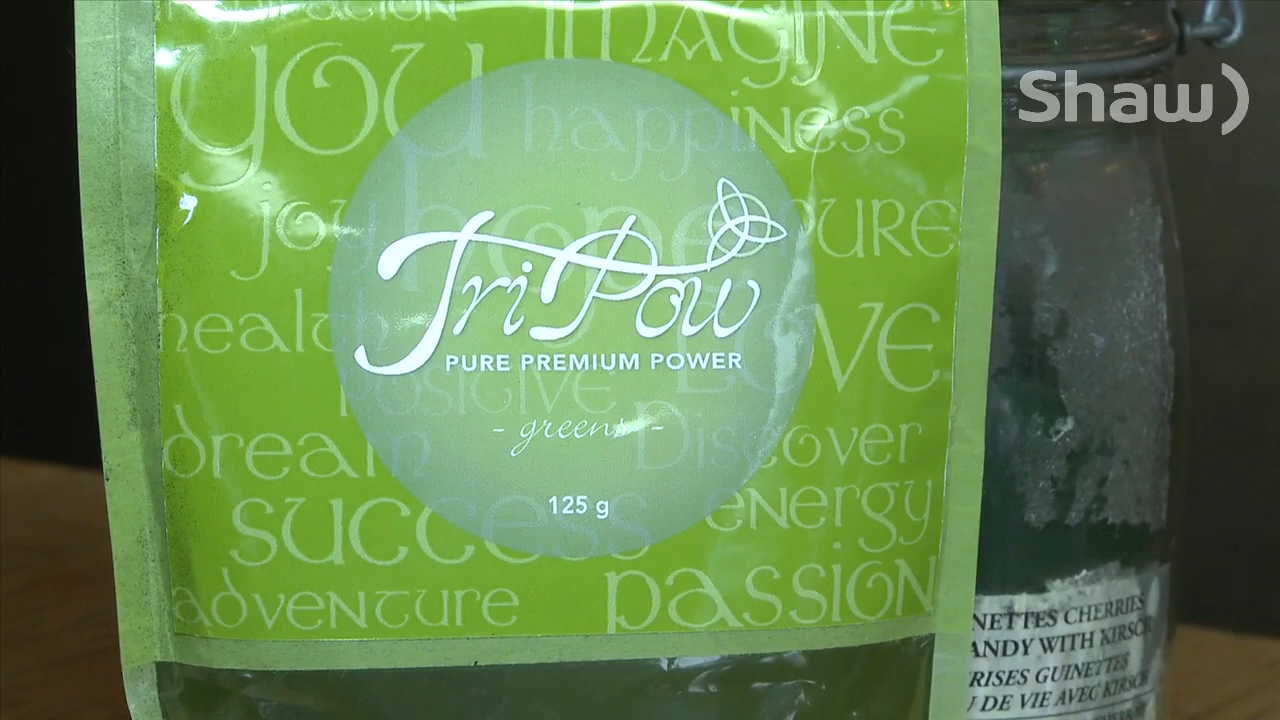 IMAGINE
Shaw)
YOU
happiness
joy
hope
PURE
TriPow
health
LOVE
PURE PREMIUM POWER
POSITIVE
- greens -
dream
Discover
125 g
success
energy
adventure
passion
NETTES CHERRIES
ANDY WITH KIRSCH
RISES GUINETTES
U DE VIE AVEC KIRSCH